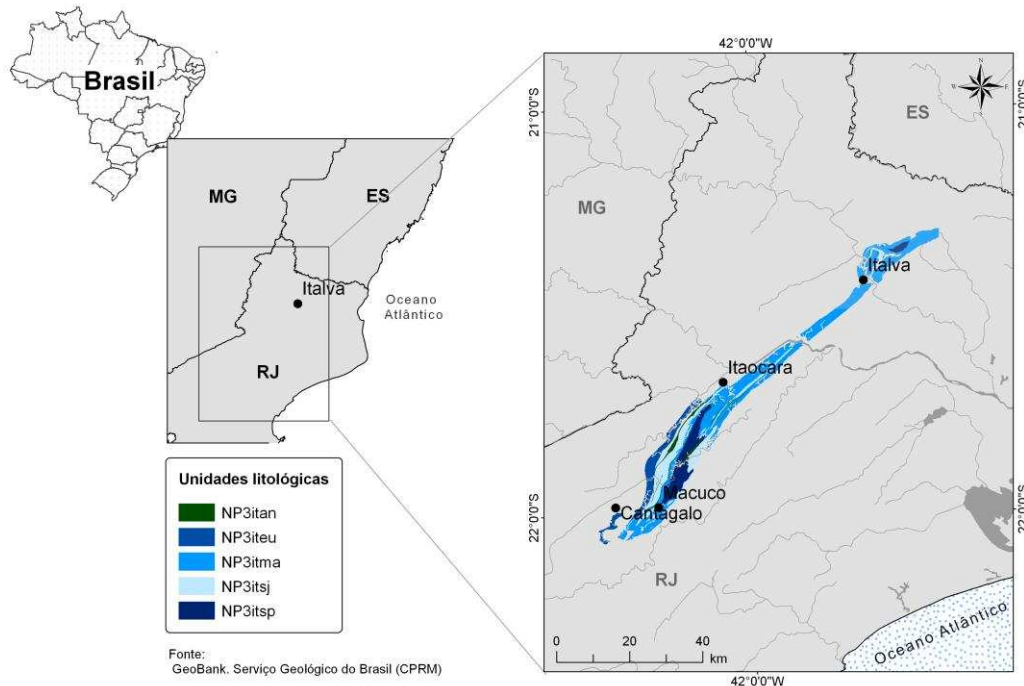 Brasil
MG
ES
Italva
Oceano
Atlântico
RJ
Unidades litológicas
NP3itan
NP3iteu
NP3itma
NP3itsj
NP3itsp
Fonte:
GeoBank. Serviço Geológico do Brasil (CPRM)
42°0'0"W
21°0'0"S
21°0'0"S
N
ES
MG
Italva
Itaocara
Macuco
Cantagalo
22°0'0"S
22°0'0"S
RJ
Oceano Atlântico
0 20 40
km
42°0'0"W